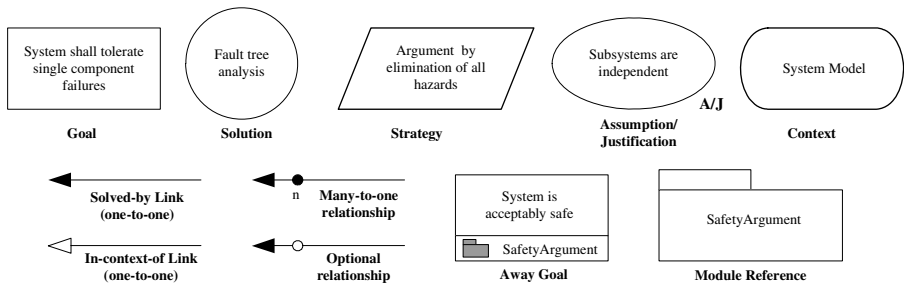 System shall tolerate
single component
failures
Goal
Fault tree
analysis
Solution
Argument by
elimination of all
hazards
Strategy
Subsystems are
independent
A/J
Assumption/
Justification
System Model
Context
Solved-by Link
(one-to-one)
n
Many-to-one
relationship
In-context-of Link
(one-to-one)
Optional
relationship
System is
acceptably safe
SafetyArgument
Away Goal
SafetyArgument
Module Reference